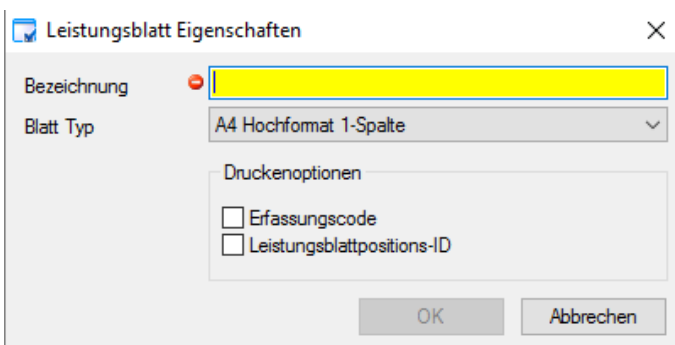 Leistungsblatt Eigenschaften
Bezeichnung
Blatt Typ A4 Hochformat 1-Spalte
Druckenoptionen
Erfassungscode
Leistungsblattpositions-ID
OK Abbrechen